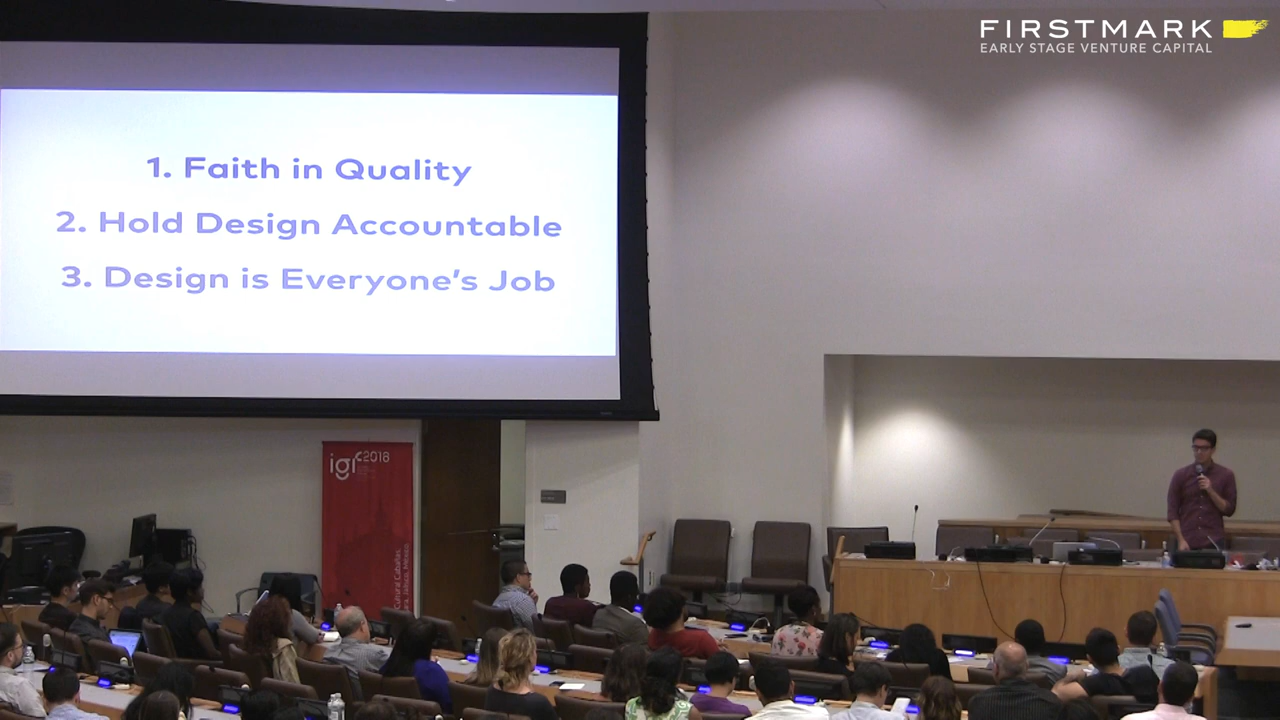 FIRSTMARK
EARLY STAGE VENTURE CAPITAL
1. Faith in Quality
2. Hold Design Accountable
3. Design is Everyone's Job
2018